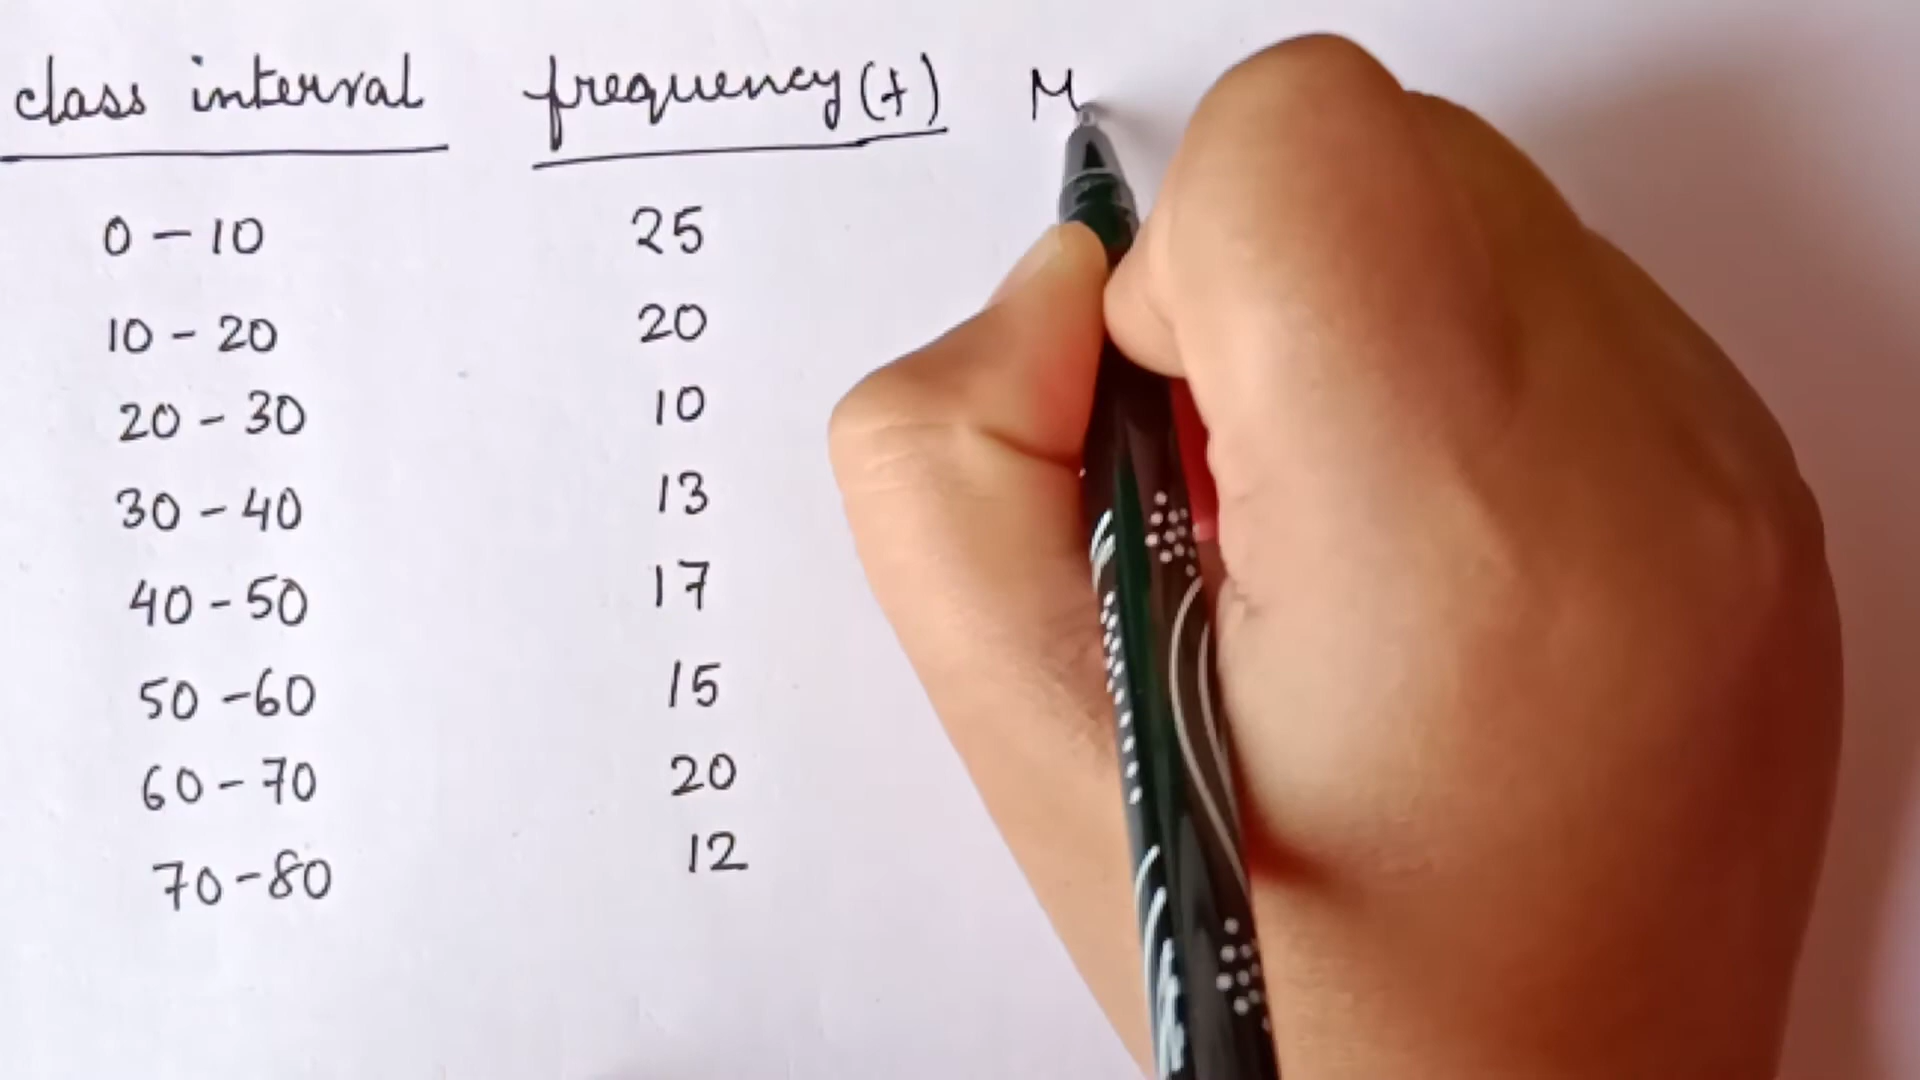 class interval frequency (f) M
0 - 10 25
10 - 20 20
20 - 30 10
30 - 40 13
40 - 50 17
50 - 60 15
60 - 70 20
70 - 80 12